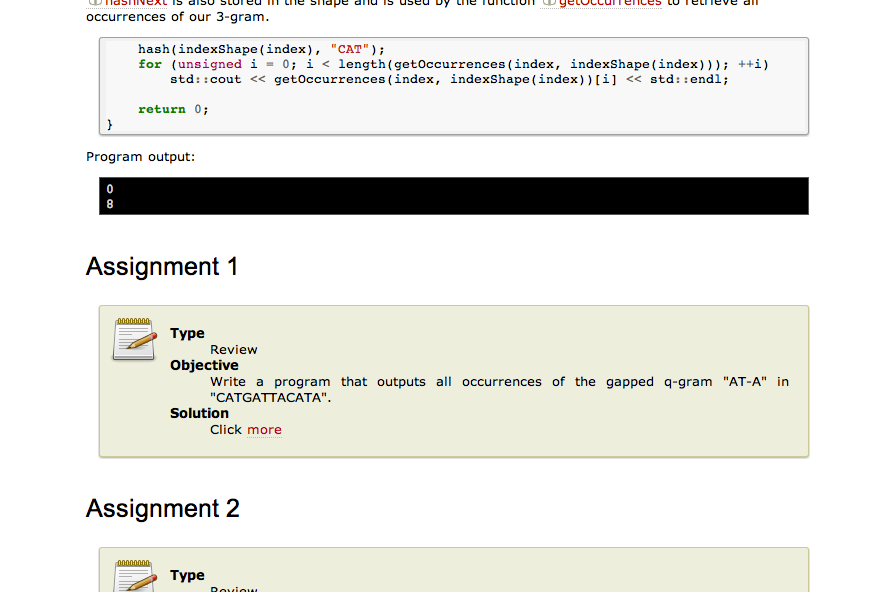 hashNext is also stored in the shape and is used by the function getOccurrences to retrieve all
occurrences of our 3-gram.
hash(indexShape(index), "CAT");
for (unsigned i = 0; i < length(getOccurrences(index, indexShape(index))); ++i)
std::cout << getOccurrences(index, indexShape(index))[i] << std::endl;
return 0;
}
Program output:
0
8
Assignment 1
Type
Review
Objective
Write a program that outputs all occurrences of the gapped q-gram "AT-A" in
"CATGATTACATA".
Solution
Click more
Assignment 2
Type
Review